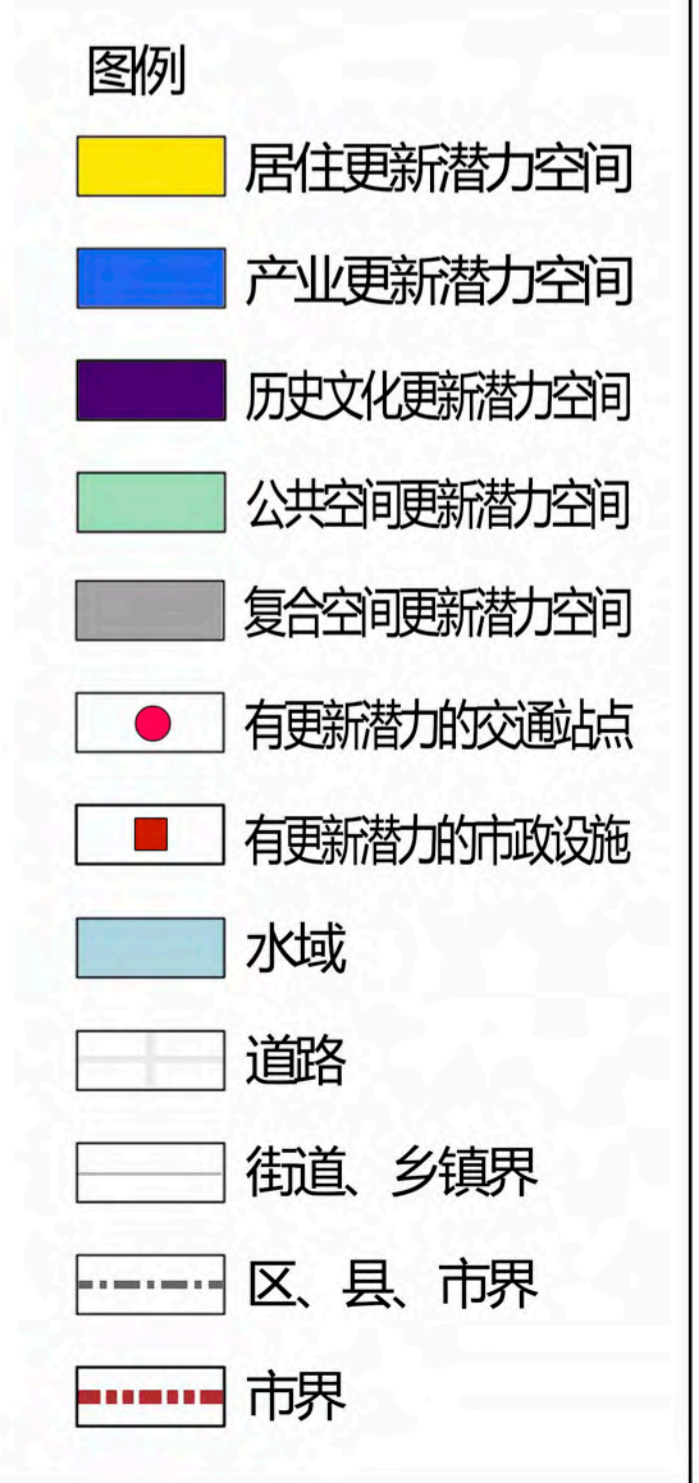 图例
居住更新潜力空间
产业更新潜力空间
历史文化更新潜力空间
公共空间更新潜力空间
复合空间更新潜力空间
有更新潜力的交通站点
有更新潜力的市政设施
水域
道路
街道、乡镇界
区、县、市界
市界